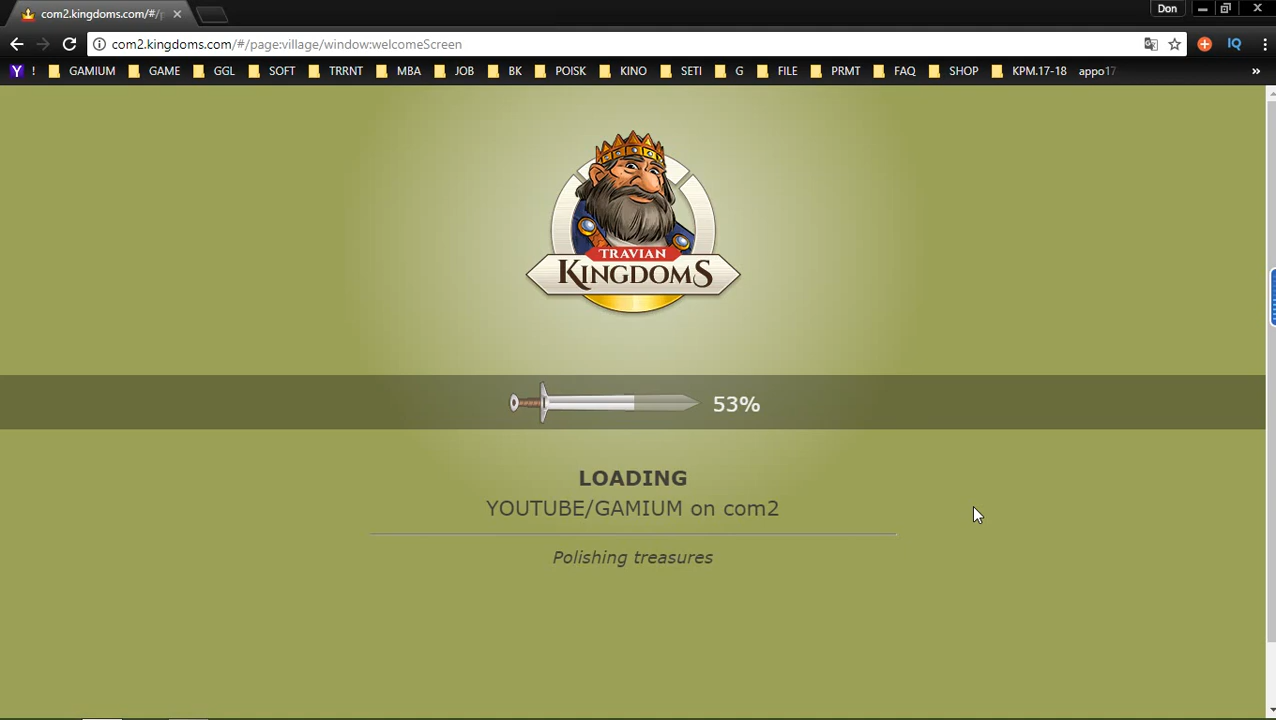 com2.kingdoms.com/#/p
Don
com2.kingdoms.com/#/page:village/window:welcomeScreen
IQ
Y ! GAMIUM GAME GGL SOFT TRRNT MBA JOB BK POISK KINO SETI G FILE PRMT FAQ SHOP KPM.17-18 appo17 »
TRAVIAN
KINGDOMS
53%
LOADING
YOUTUBE/GAMIUM on com2
Polishing treasures